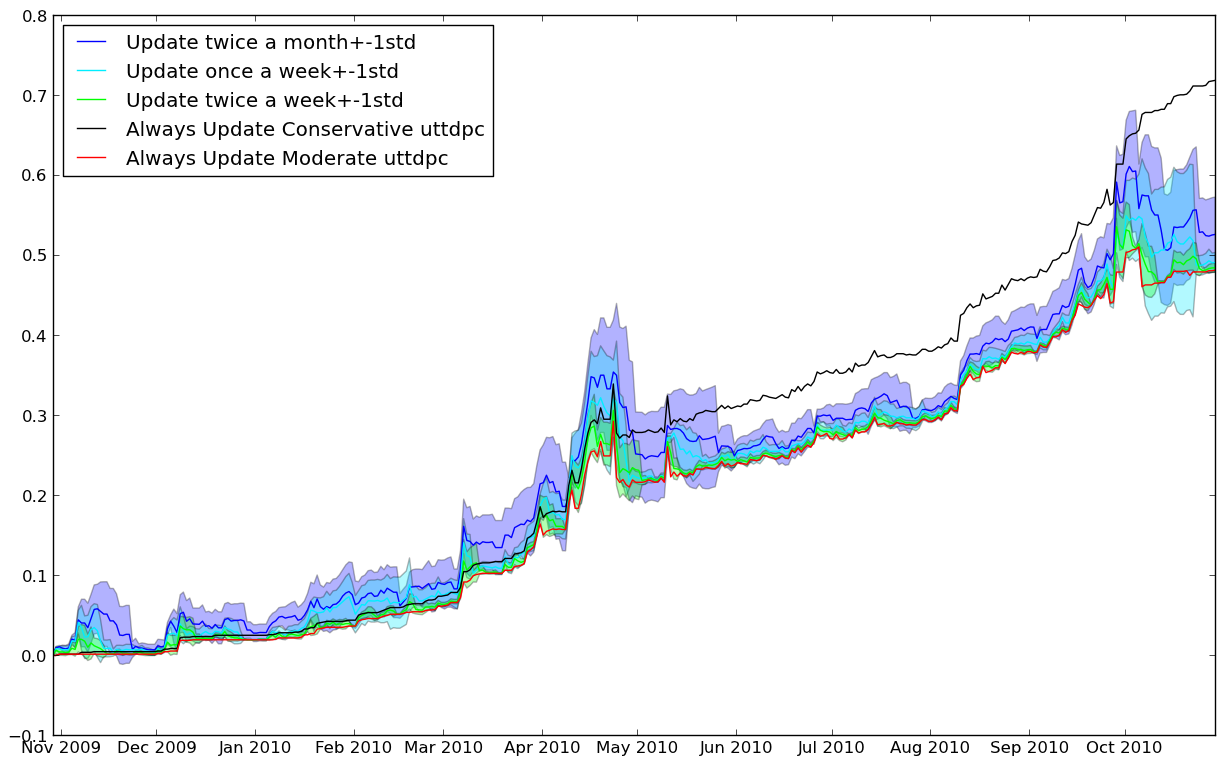 0.8
Update twice a month+-1std
Update once a week+-1std
Update twice a week+-1std
Always Update Conservative uttdpc
Always Update Moderate uttdpc
0.7
0.6
0.5
0.4
0.3
0.2
0.1
0.0
−0.1
Nov 2009 Dec 2009 Jan 2010 Feb 2010 Mar 2010 Apr 2010 May 2010 Jun 2010 Jul 2010 Aug 2010 Sep 2010 Oct 2010